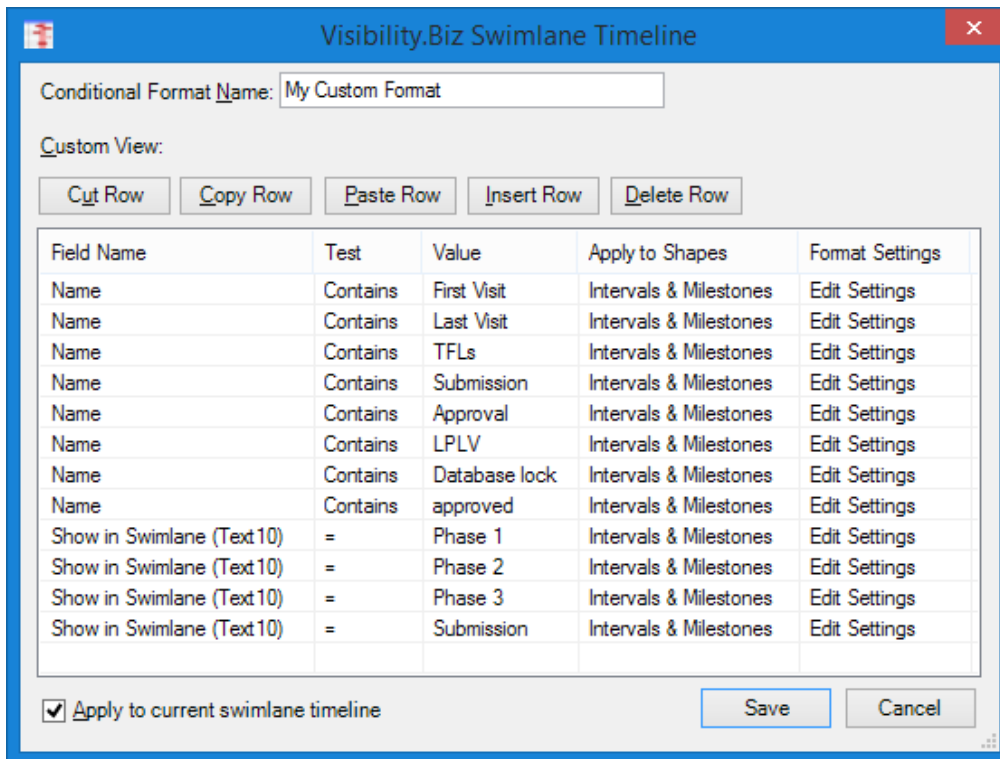 Visibility.Biz Swimlane Timeline
Conditional Format Name: My Custom Format
Custom View:
Cut Row Copy Row Paste Row Insert Row Delete Row
Field Name Test Value Apply to Shapes Format Settings
Name Contains First Visit Intervals & Milestones Edit Settings
Name Contains Last Visit Intervals & Milestones Edit Settings
Name Contains TFLs Intervals & Milestones Edit Settings
Name Contains Submission Intervals & Milestones Edit Settings
Name Contains Approval Intervals & Milestones Edit Settings
Name Contains LPLV Intervals & Milestones Edit Settings
Name Contains Database lock Intervals & Milestones Edit Settings
Name Contains approved Intervals & Milestones Edit Settings
Show in Swimlane (Text10) = Phase 1 Intervals & Milestones Edit Settings
Show in Swimlane (Text10) = Phase 2 Intervals & Milestones Edit Settings
Show in Swimlane (Text10) = Phase 3 Intervals & Milestones Edit Settings
Show in Swimlane (Text10) = Submission Intervals & Milestones Edit Settings
Apply to current swimlane timeline Save Cancel